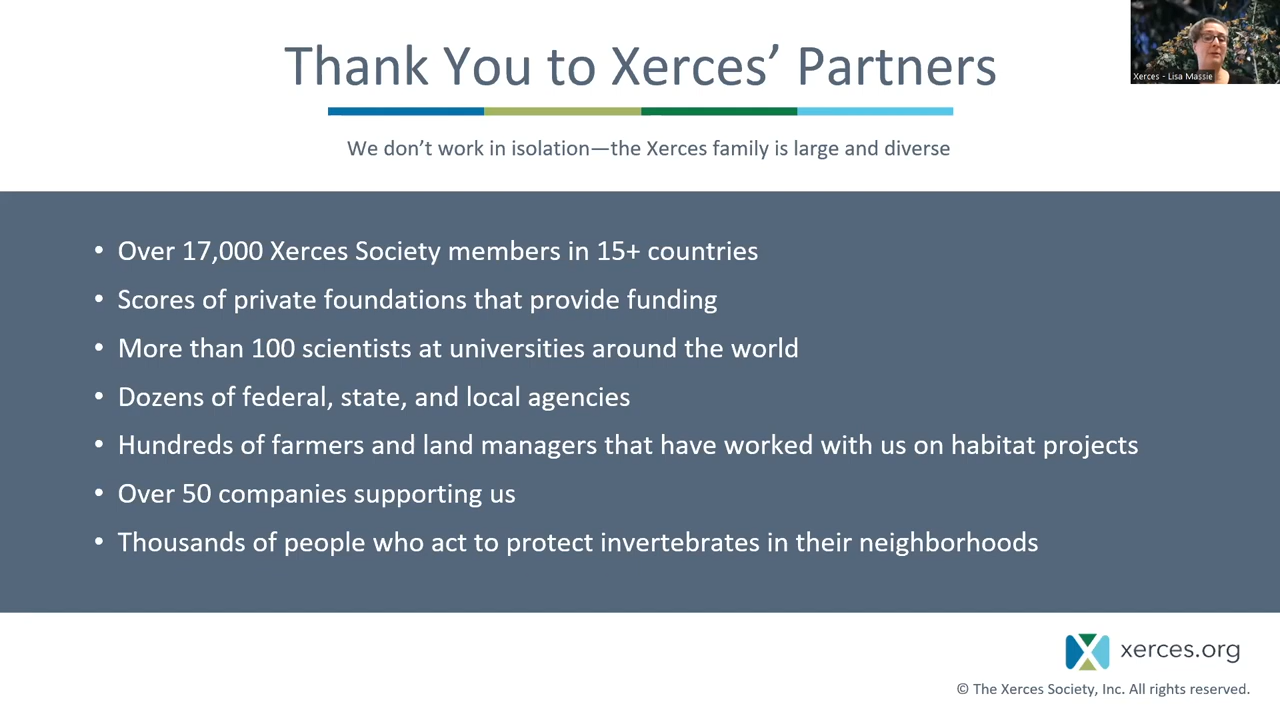 Thank You to Xerces’ Partners
Xerces - Lisa Massie
We don’t work in isolation—the Xerces family is large and diverse
• Over 17,000 Xerces Society members in 15+ countries
• Scores of private foundations that provide funding
• More than 100 scientists at universities around the world
• Dozens of federal, state, and local agencies
• Hundreds of farmers and land managers that have worked with us on habitat projects
• Over 50 companies supporting us
• Thousands of people who act to protect invertebrates in their neighborhoods
xerces.org
© The Xerces Society, Inc. All rights reserved.